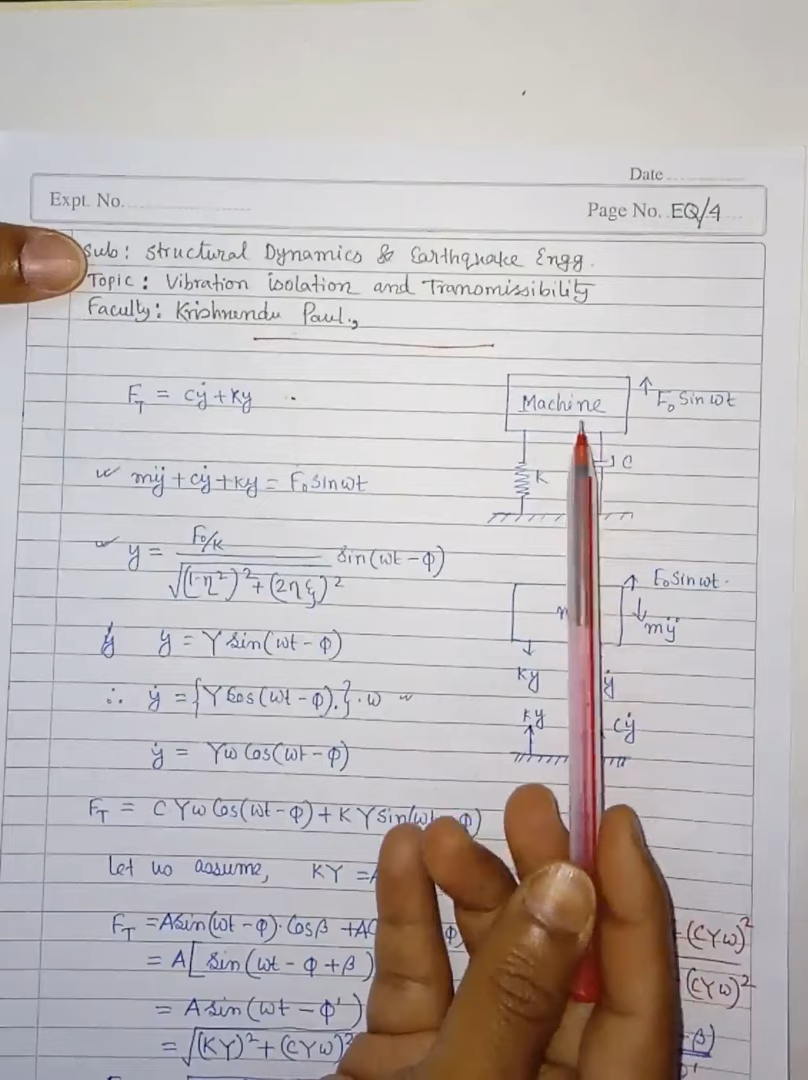 Date
Expt. No.
Page No. EQ/4
Sub: Structural Dynamics & Earthquake Engg.
Topic: Vibration isolation and Transmissibility
Faculty: Krishnendu Paul.,
F_T = cẏ + Ky
Machine
F₀ Sin ωt
K
C
mÿ + cẏ + Ky = F₀ sin ωt
y = F₀/K / √(1-η²)² + (2ηξ)² sin(ωt - φ)
F₀ sin ωt
mÿ
Ky
ẏ y = Y sin(ωt - φ)
∴ ẏ = {Y cos(ωt - φ).}·ω
Ky
cẏ
ẏ = Yω Cos(ωt - φ)
F_T = C Yω Cos(ωt - φ) + K Y sin(ωt - φ)
Let us assume, KY =
F_T = A sin(ωt - φ)·Cosβ + A
= A[sin(ωt - φ + β)
= A sin(ωt - φ')
= √(KY)² + (CYω)²
(CYω)²
(CYω)²
β)